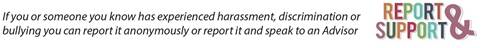 If you or someone you know has experienced harassment, discrimination or
bullying you can report it anonymously or report it and speak to an Advisor
REPORT
& SUPPORT